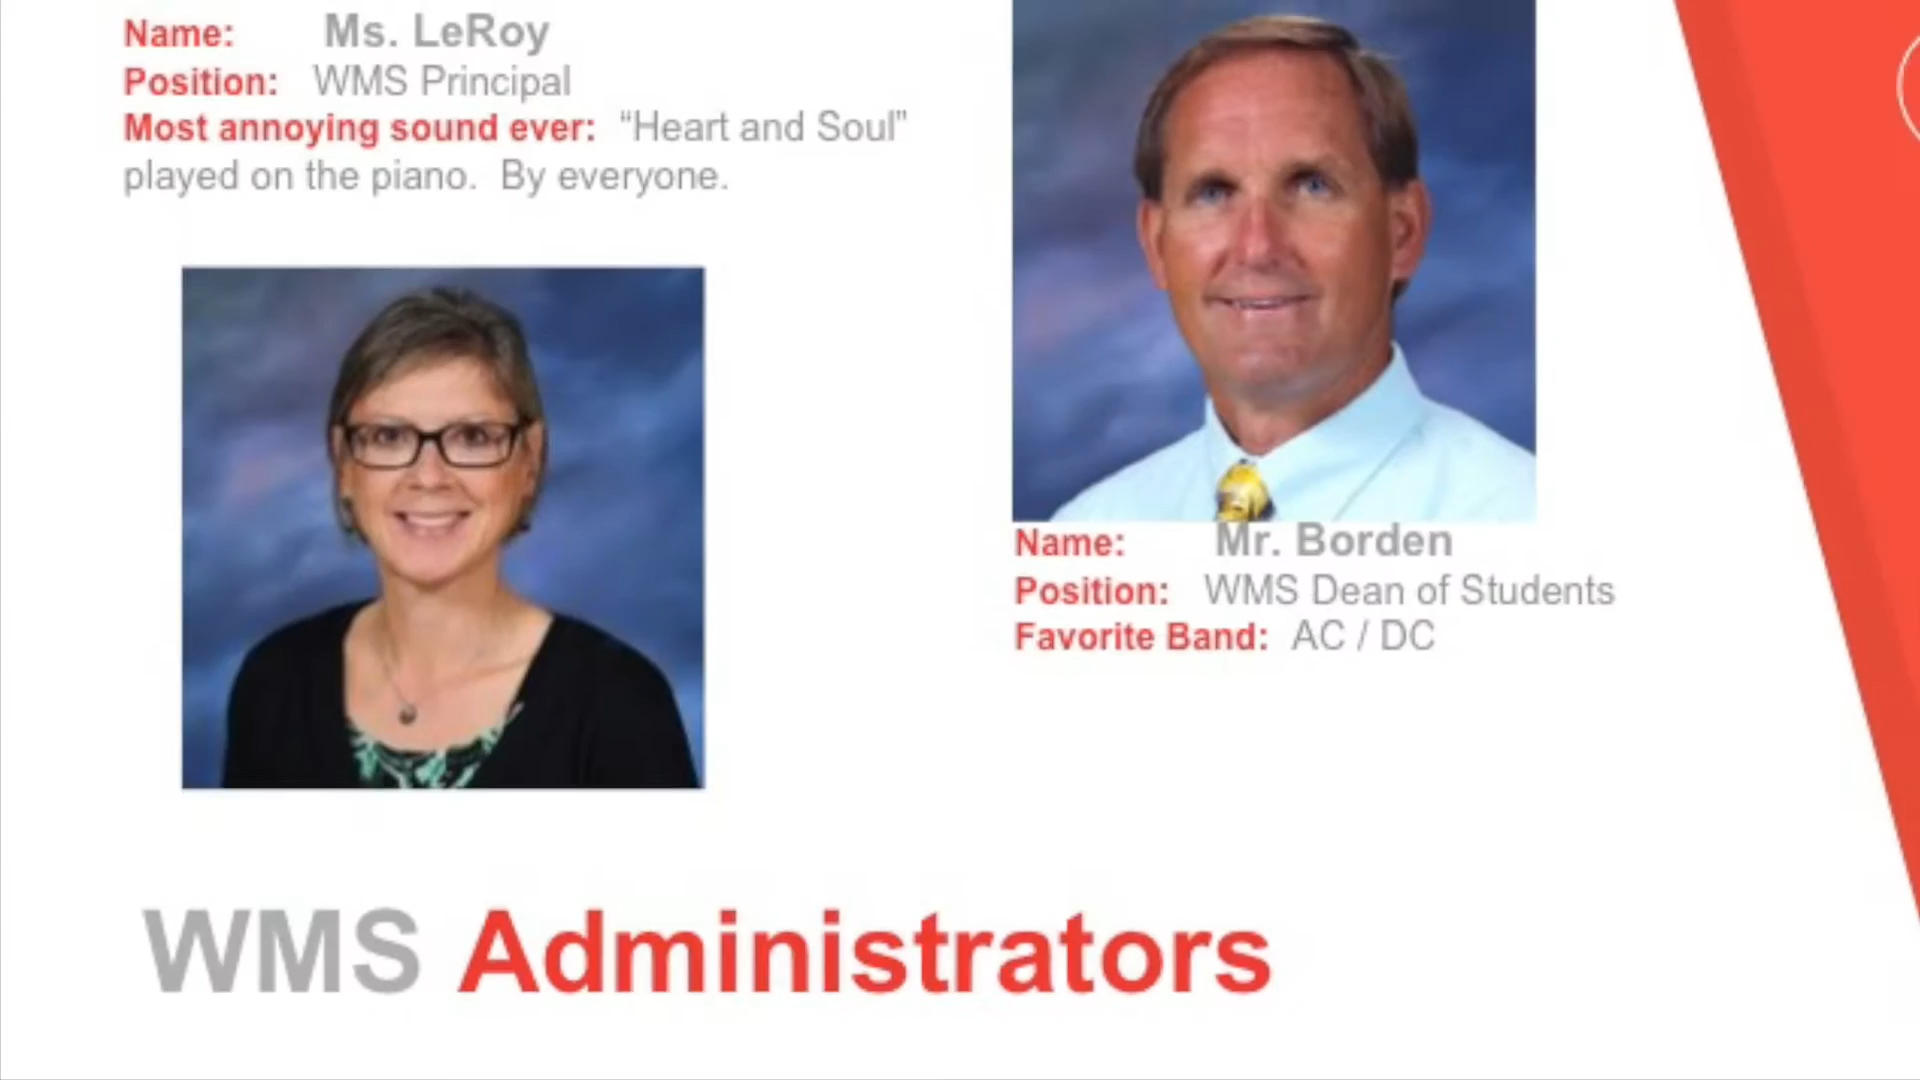 Name: Ms. LeRoy
Position: WMS Principal
Most annoying sound ever: “Heart and Soul”
played on the piano. By everyone.
Name: Mr. Borden
Position: WMS Dean of Students
Favorite Band: AC / DC
WMS Administrators